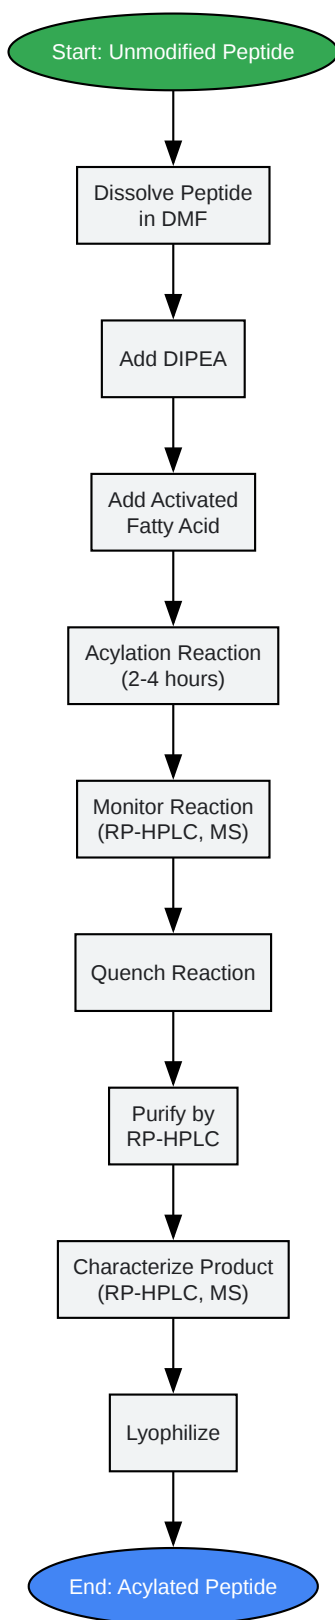 Start: Unmodified Peptide
Dissolve Peptide
in DMF
Add DIPEA
Add Activated
Fatty Acid
Acylation Reaction
(2-4 hours)
Monitor Reaction
(RP-HPLC, MS)
Quench Reaction
Purify by
RP-HPLC
Characterize Product
(RP-HPLC, MS)
Lyophilize
End: Acylated Peptide